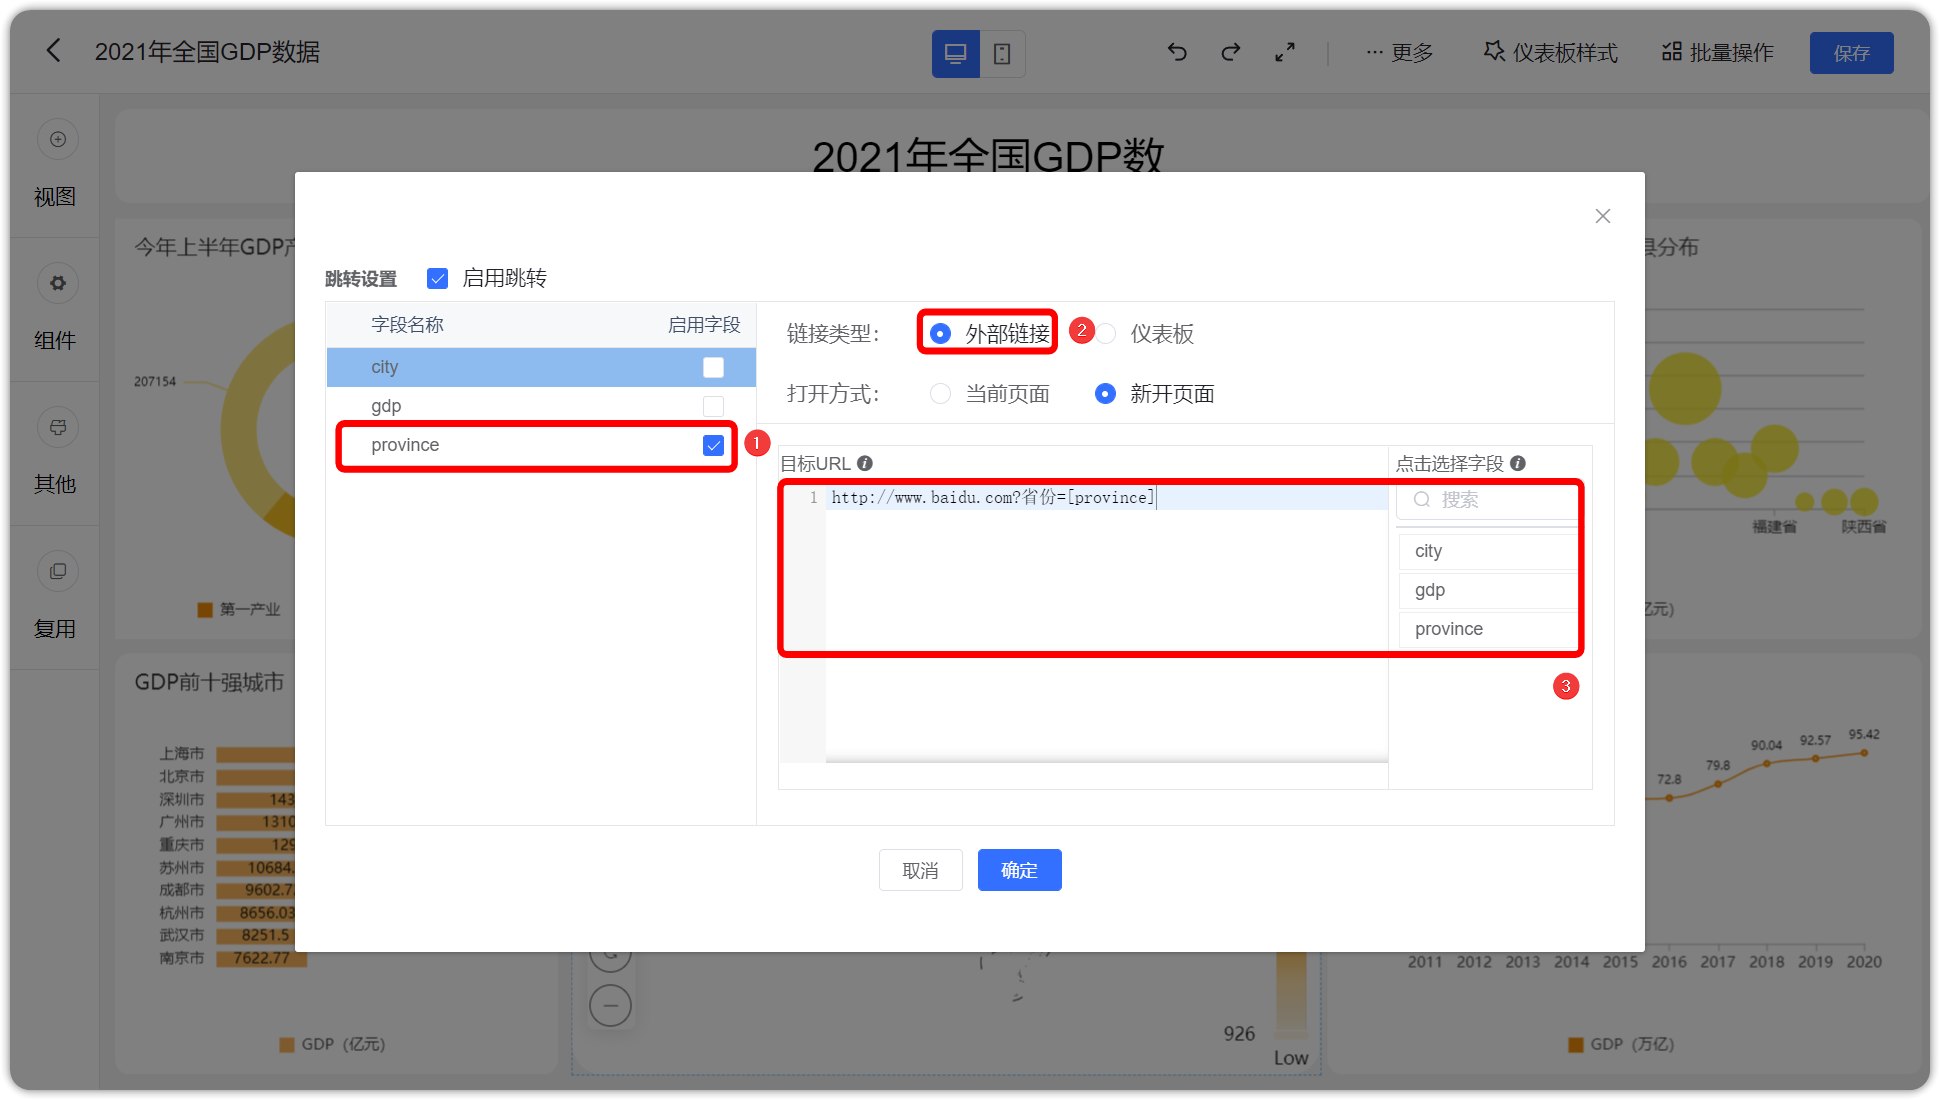 2021年全国GDP数据
更多
仪表板样式
批量操作
保存
视图
组件
其他
复用
2021年全国GDP数
今年上半年GDP产
207154
第一产业
县分布
福建省
陕西省
亿元)
跳转设置
启用跳转
字段名称
启用字段
city
gdp
province
1
链接类型:
外部链接
2
仪表板
打开方式:
当前页面
新开页面
目标URL
点击选择字段
1
http://www.baidu.com?省份=[province]
搜索
city
gdp
province
3
取消
确定
GDP前十强城市
上海市
北京市
深圳市 143
广州市 1310
重庆市 129
苏州市 10684.
成都市 9602.7
杭州市 8656.03
武汉市 8251.5
南京市 7622.77
GDP (亿元)
926
Low
72.8
79.8
90.04
92.57
95.42
2011 2012 2013 2014 2015 2016 2017 2018 2019 2020
GDP (万亿)